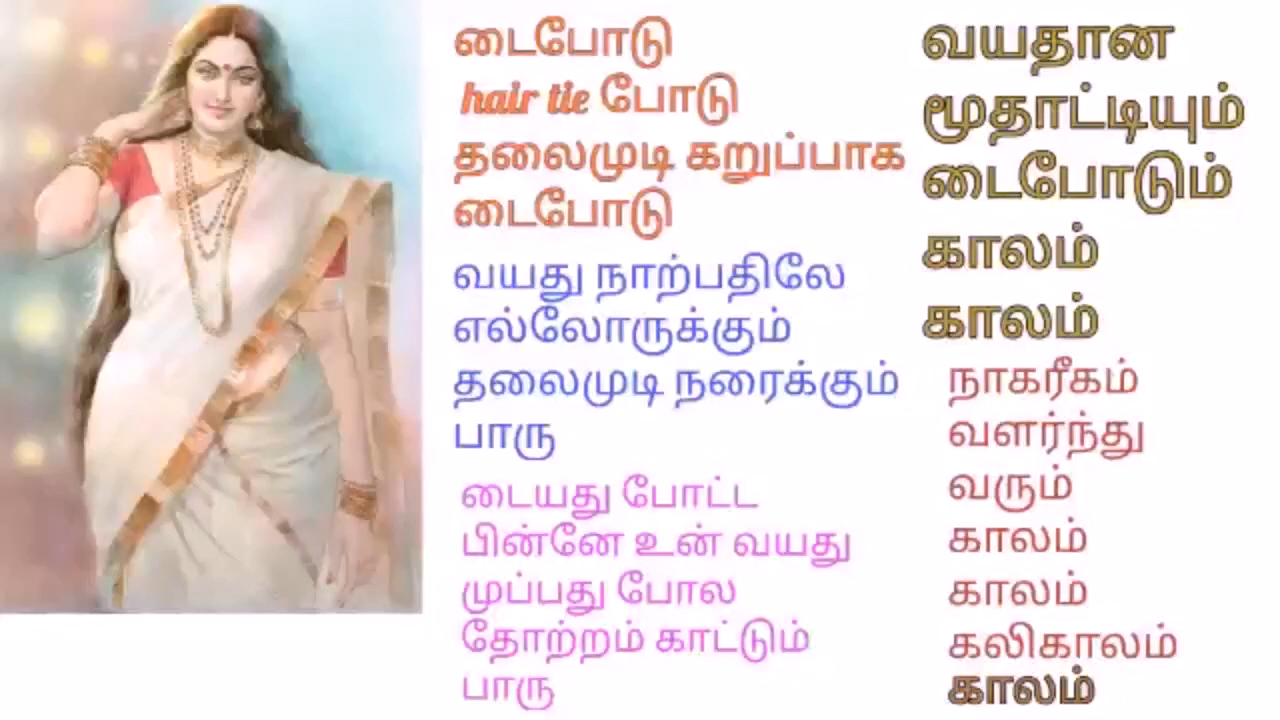 டைபோடு
hair tie போடு
தலைமுடி கறுப்பாக
டைபோடு
வயது நாற்பதிலே
எல்லோருக்கும்
தலைமுடி நரைக்கும்
பாரு
டையது போட்ட
பின்னே உன் வயது
முப்பது போல
தோற்றம் காட்டும்
பாரு
வயதான
மூதாட்டியும்
டைபோடும்
காலம்
காலம்
நாகரீகம்
வளர்ந்து
வரும்
காலம்
காலம்
கலிகாலம்
காலம்